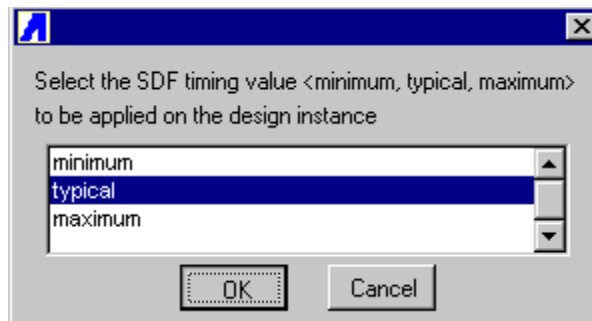 Select the SDF timing value <minimum, typical, maximum>
to be applied on the design instance
minimum
typical
maximum
OK
Cancel